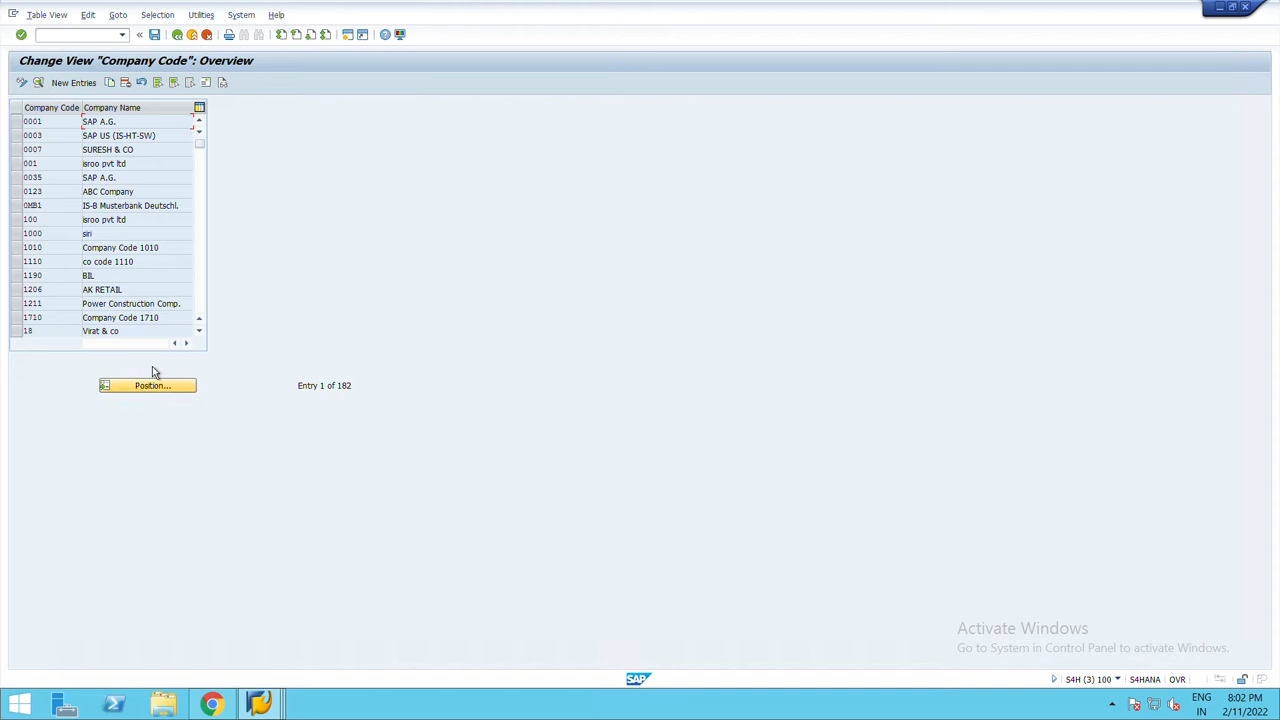 Table View Edit Goto Selection Utilities System Help
Change View "Company Code": Overview
New Entries
Company Code Company Name
0001 SAP A.G.
0003 SAP US (IS-HT-SW)
0007 SURESH & CO
001 isroo pvt ltd
0035 SAP A.G.
0123 ABC Company
0MB1 IS-B Musterbank Deutschl.
100 isroo pvt ltd
1000 siri
1010 Company Code 1010
1110 co code 1110
1190 BIL
1206 AK RETAIL
1211 Power Construction Comp.
1710 Company Code 1710
18 Virat & co
Position... Entry 1 of 182
Activate Windows
Go to System in Control Panel to activate Windows.
SAP S4H (3) 100 S4HANA OVR
ENG 8:02 PM
IN 2/11/2022